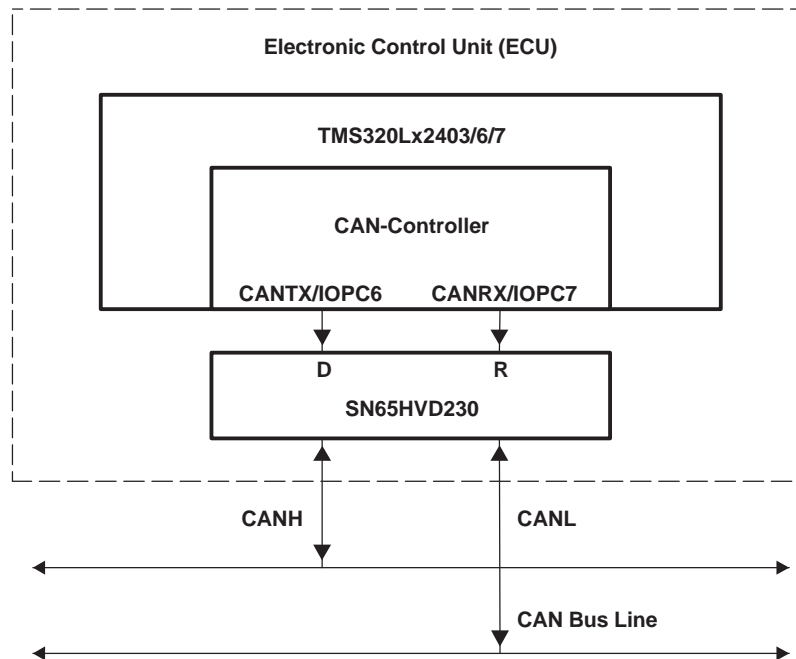 Electronic Control Unit (ECU)
TMS320Lx2403/6/7
CAN-Controller
CANTX/IOPC6 CANRX/IOPC7
D R
SN65HVD230
CANH CANL
CAN Bus Line